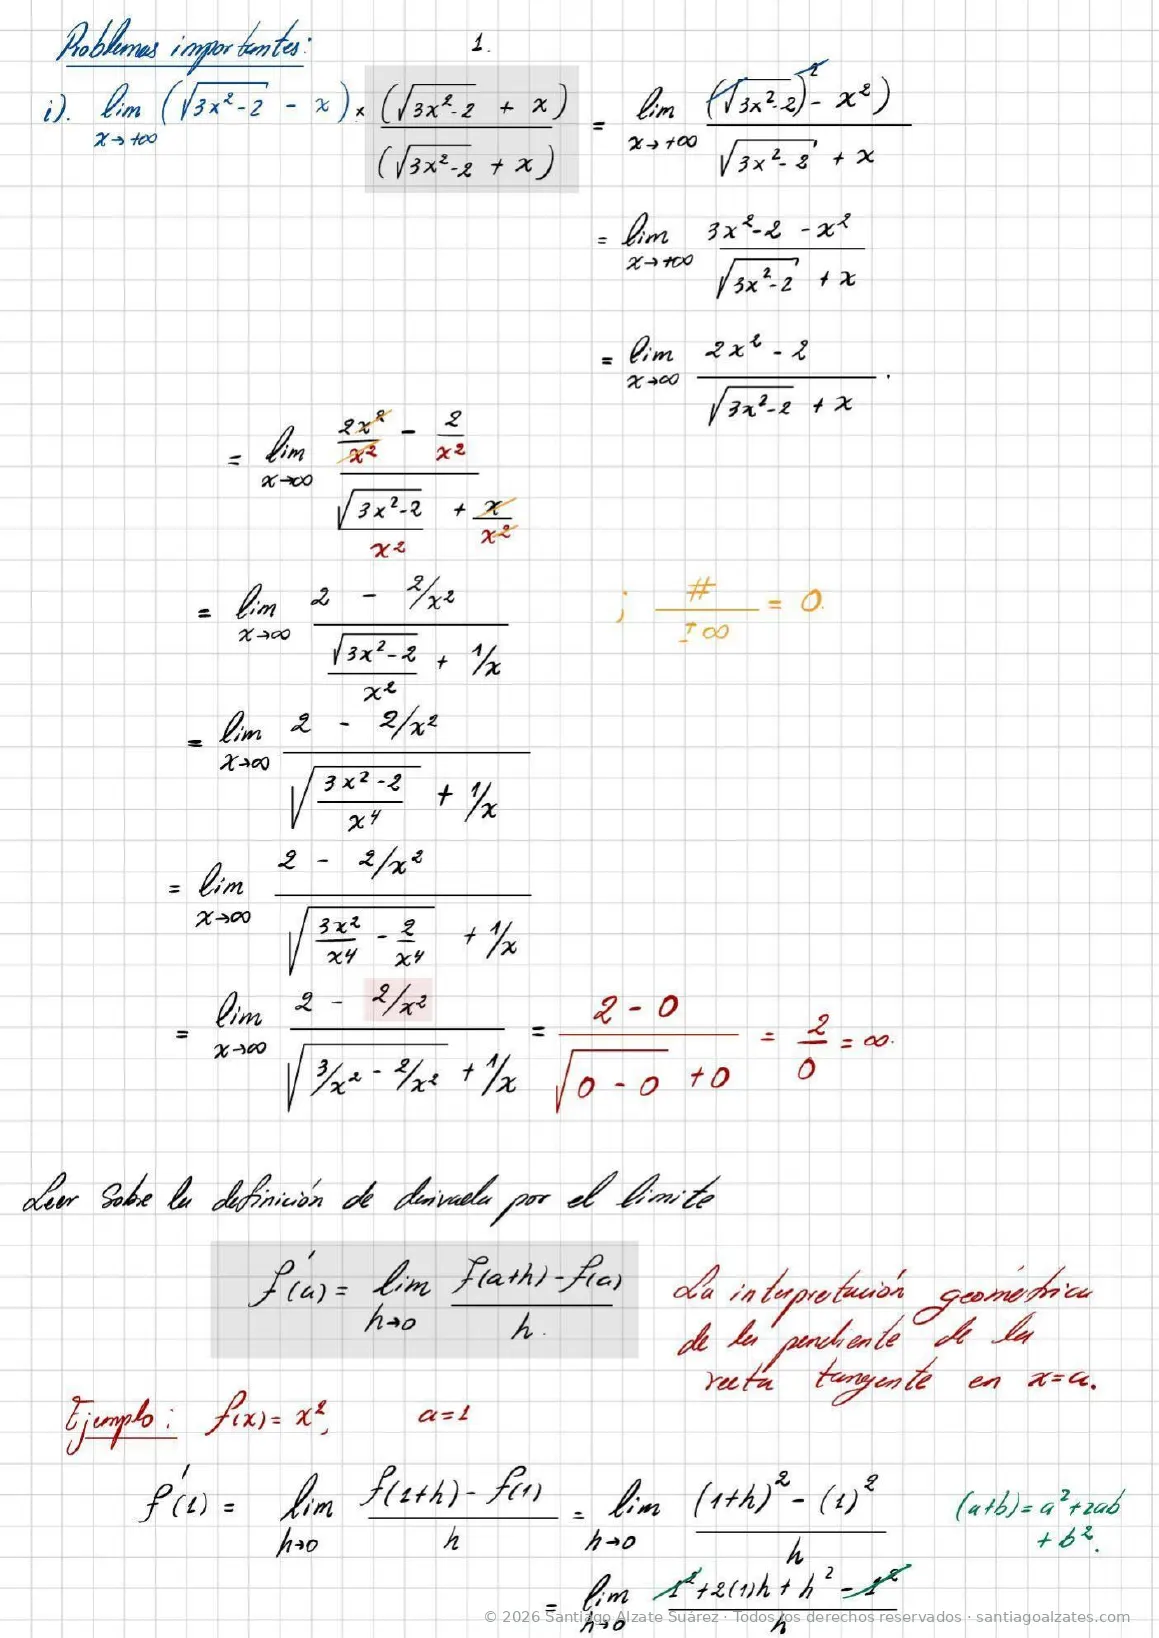 Problemas importantes: 1.
i). lim x→+∞ (√(3x²-2) - x) × (√(3x²-2) + x) / (√(3x²-2) + x) = lim x→+∞ ((√(3x²-2))² - x²) / (√(3x²-2) + x)
= lim x→+∞ (3x²-2 - x²) / (√(3x²-2) + x)
= lim x→∞ (2x² - 2) / (√(3x²-2) + x).
= lim x→∞ (2x²/x² - 2/x²) / (√(3x²-2)/x² + x/x²)
= lim x→∞ (2 - 2/x²) / (√(3x²-2)/x² + 1/x) ; #/±∞ = 0.
= lim x→∞ (2 - 2/x²) / (√((3x²-2)/x⁴) + 1/x)
= lim x→∞ (2 - 2/x²) / (√(3x²/x⁴ - 2/x⁴) + 1/x)
= lim x→∞ (2 - 2/x²) / (√(3/x² - 2/x²) + 1/x) = (2 - 0) / (√(0 - 0) + 0) = 2/0 = ∞.
Leer Sobre la definición de derivada por el limite
f'(a) = lim h→0 (f(a+h) - f(a)) / h.
La interpretación geométrica
de la pendiente de la
recta tangente en x=a.
Ejemplo: f(x) = x², a=1
f'(1) = lim h→0 (f(1+h) - f(1)) / h = lim h→0 ((1+h)² - (1)²) / h
(a+b) = a² + 2ab
+ b².
= lim h→0 (1² + 2(1)h + h² - 1²) / h
© 2026 Santiago Alzate Suárez · Todos los derechos reservados · santiagoalzates.com